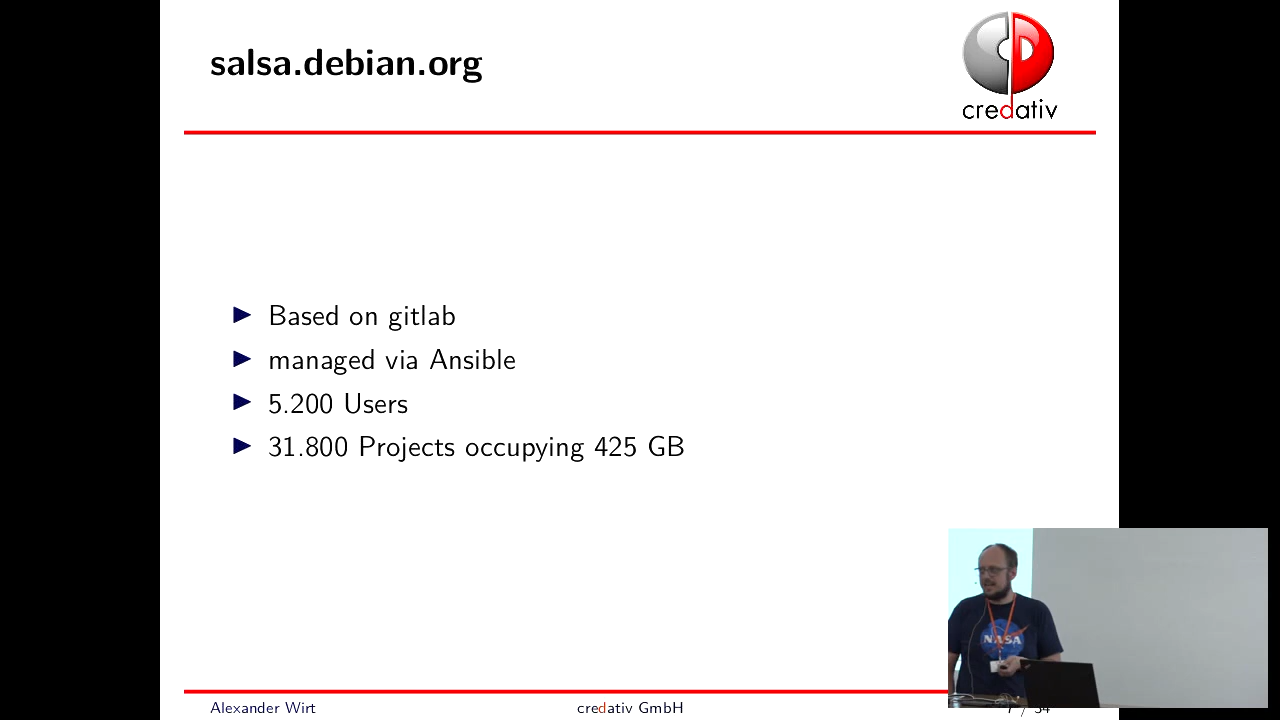 salsa.debian.org
credativ
Based on gitlab
managed via Ansible
5.200 Users
31.800 Projects occupying 425 GB
NASA
Alexander Wirt
credativ GmbH
7 / 34